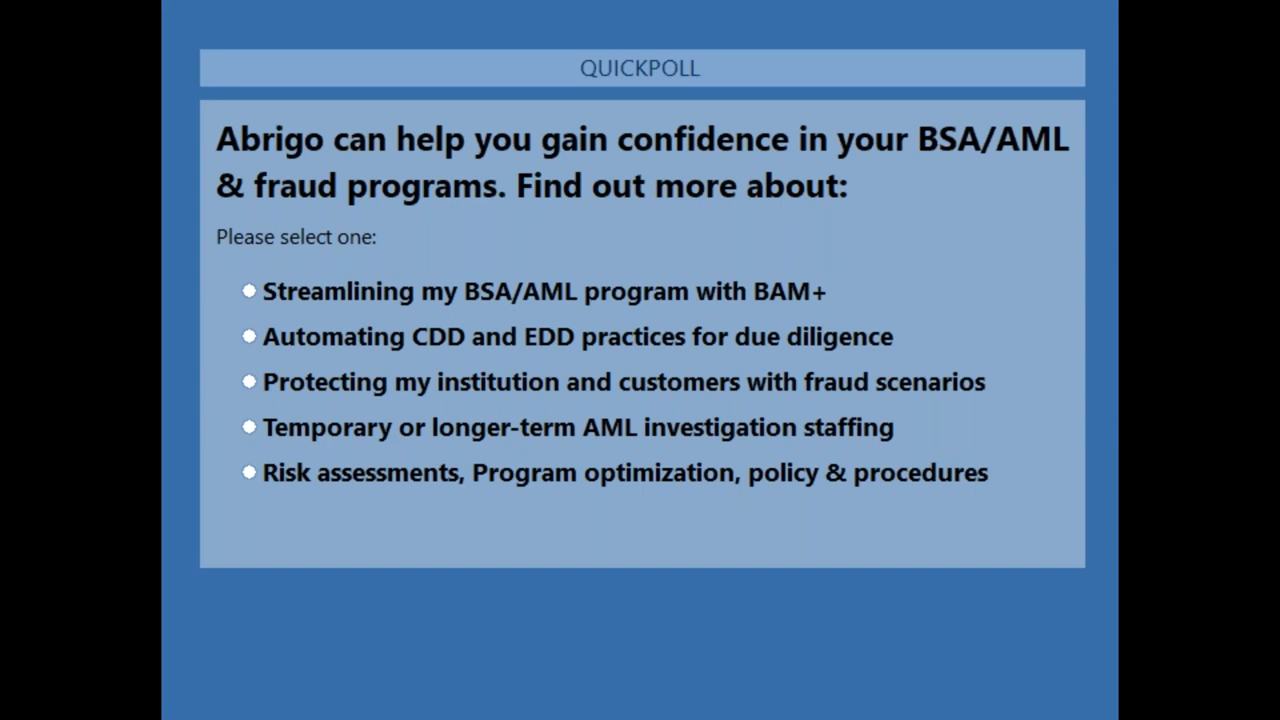 QUICKPOLL
Abrigo can help you gain confidence in your BSA/AML
& fraud programs. Find out more about:
Please select one:
Streamlining my BSA/AML program with BAM+
Automating CDD and EDD practices for due diligence
Protecting my institution and customers with fraud scenarios
Temporary or longer-term AML investigation staffing
Risk assessments, Program optimization, policy & procedures